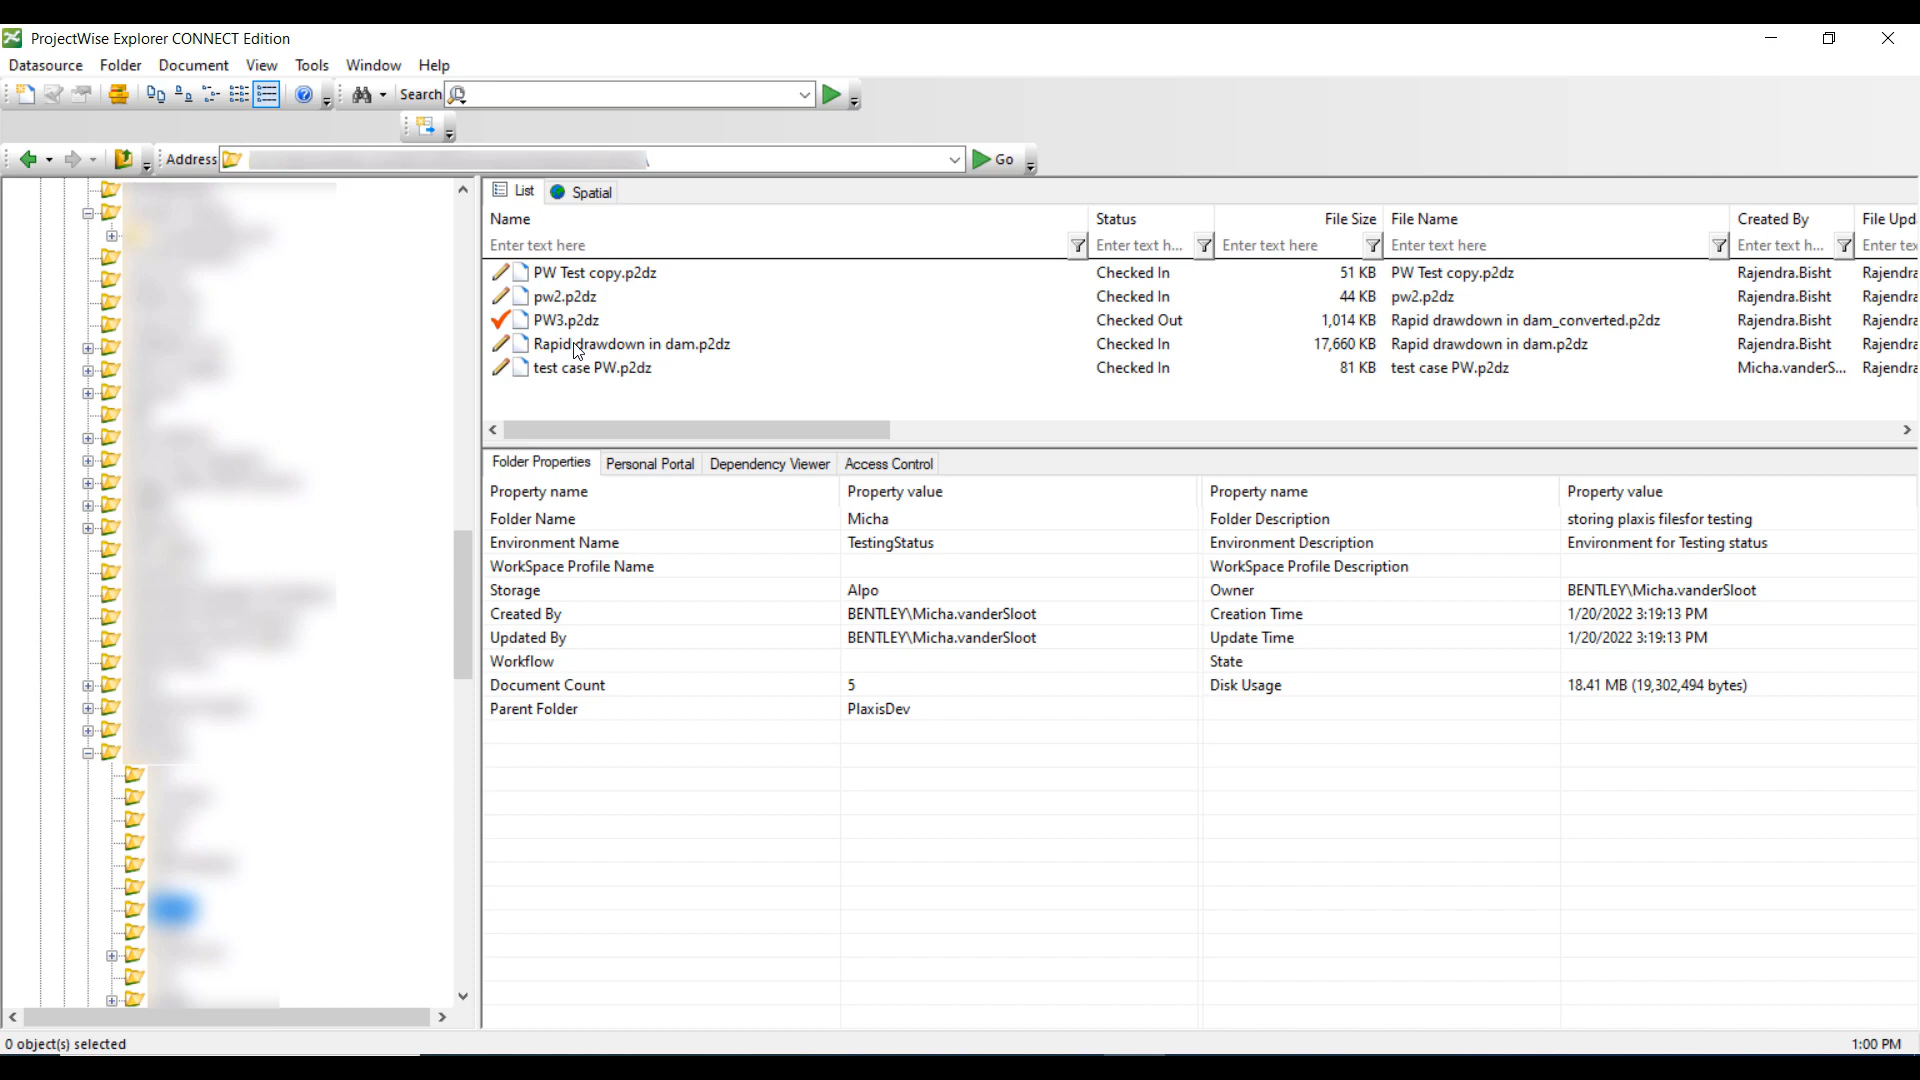 ProjectWise Explorer CONNECT Edition
Datasource Folder Document View Tools Window Help
Search
Address \ Go
List Spatial
Name Status File Size File Name Created By File Upd
Enter text here Enter text h... Enter text here Enter text here Enter text h... Enter tex
PW Test copy.p2dz Checked In 51 KB PW Test copy.p2dz Rajendra.Bisht Rajendra
pw2.p2dz Checked In 44 KB pw2.p2dz Rajendra.Bisht Rajendra
PW3.p2dz Checked Out 1,014 KB Rapid drawdown in dam_converted.p2dz Rajendra.Bisht Rajendra
Rapid drawdown in dam.p2dz Checked In 17,660 KB Rapid drawdown in dam.p2dz Rajendra.Bisht Rajendra
test case PW.p2dz Checked In 81 KB test case PW.p2dz Micha.vanderS... Rajendra
Folder Properties Personal Portal Dependency Viewer Access Control
Property name Property value Property name Property value
Folder Name Micha Folder Description storing plaxis filesfor testing
Environment Name TestingStatus Environment Description Environment for Testing status
WorkSpace Profile Name WorkSpace Profile Description
Storage Alpo Owner BENTLEY\Micha.vanderSloot
Created By BENTLEY\Micha.vanderSloot Creation Time 1/20/2022 3:19:13 PM
Updated By BENTLEY\Micha.vanderSloot Update Time 1/20/2022 3:19:13 PM
Workflow State
Document Count 5 Disk Usage 18.41 MB (19,302,494 bytes)
Parent Folder PlaxisDev
0 object(s) selected 1:00 PM